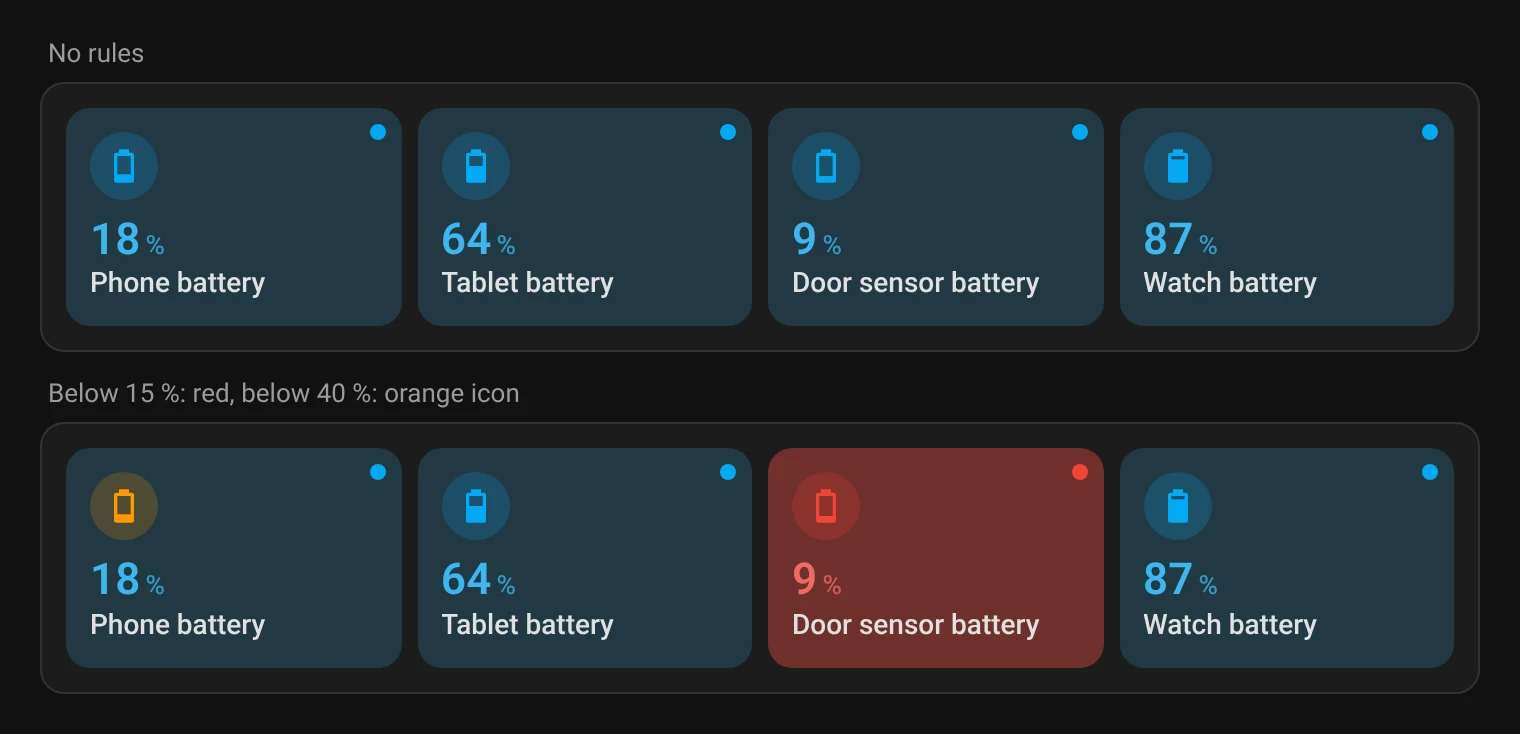 No rules
18 % 64 % 9 % 87 %
Phone battery Tablet battery Door sensor battery Watch battery
Below 15 %: red, below 40 %: orange icon
18 % 64 % 9 % 87 %
Phone battery Tablet battery Door sensor battery Watch battery